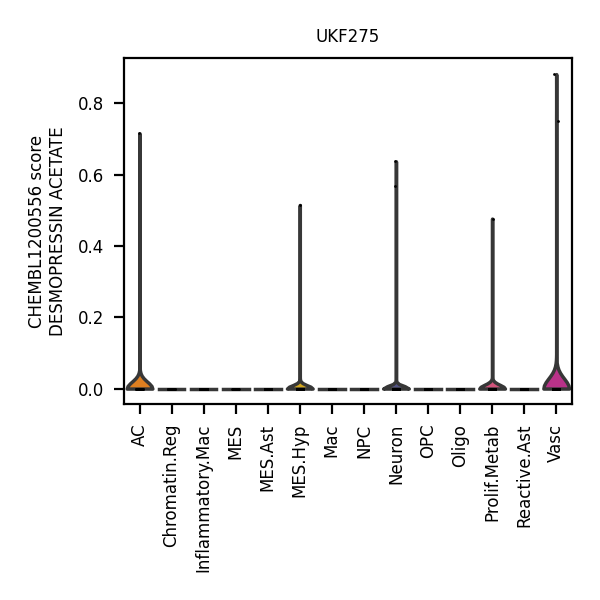 UKF275
CHEMBL1200556 score
DESMOPRESSIN ACETATE
0.8
0.6
0.4
0.2
0.0
AC
Chromatin.Reg
Inflammatory.Mac
MES
MES.Ast
MES.Hyp
Mac
NPC
Neuron
OPC
Oligo
Prolif.Metab
Reactive.Ast
Vasc